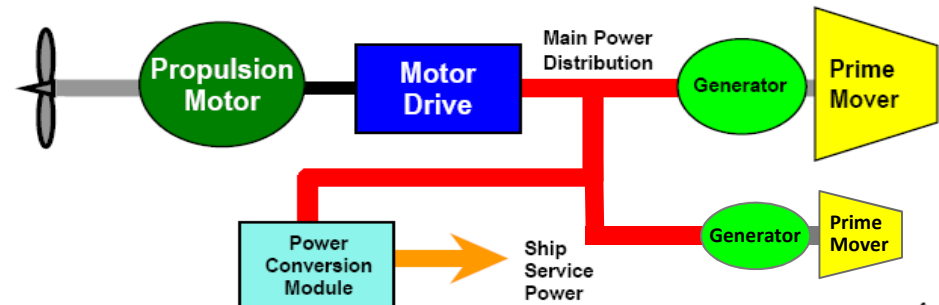 Propulsion
Motor
Motor
Drive
Main Power
Distribution
Generator
Prime
Mover
Generator
Prime
Mover
Power
Conversion
Module
Ship
Service
Power